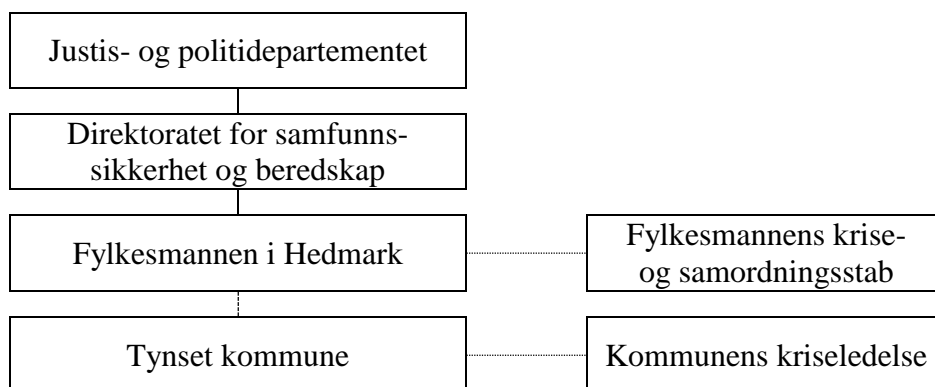 Justis- og politidepartementet
Direktoratet for samfunns-
sikkerhet og beredskap
Fylkesmannen i Hedmark
Fylkesmannens krise-
og samordningsstab
Tynset kommune
Kommunens kriseledelse